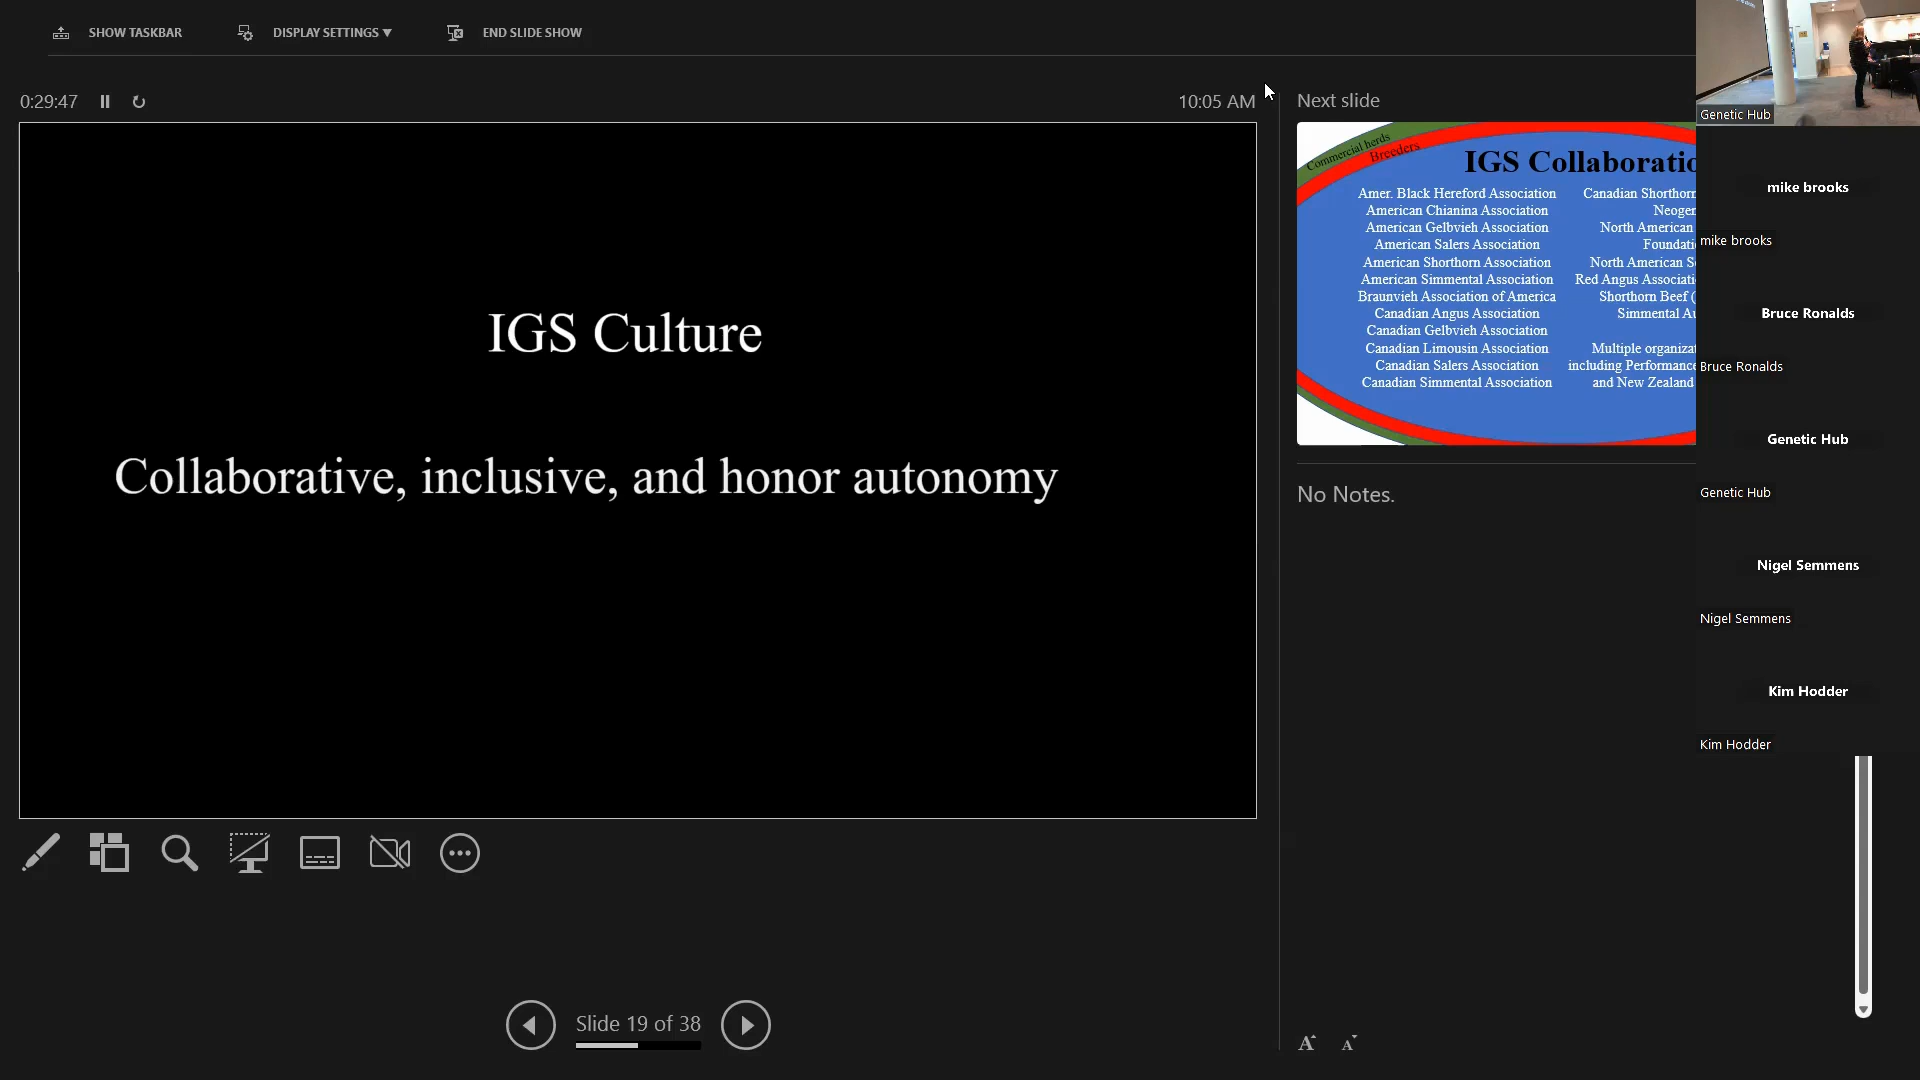 SHOW TASKBAR
DISPLAY SETTINGS ▼
END SLIDE SHOW
0:29:47
10:05 AM
IGS Culture
Collaborative, inclusive, and honor autonomy
Slide 19 of 38
Next slide
Commercial herds
Breeders
IGS Collaboratio
Amer. Black Hereford Association
American Chianina Association
American Gelbvieh Association
American Salers Association
American Shorthorn Association
American Simmental Association
Braunvieh Association of America
Canadian Angus Association
Canadian Gelbvieh Association
Canadian Limousin Association
Canadian Salers Association
Canadian Simmental Association
Canadian Shorthorn
Neogen
North American
Foundati
North American S
Red Angus Associati
Shorthorn Beef (
Simmental Au
Multiple organizat
including Performance
and New Zealand
No Notes.
A A
Genetic Hub
mike brooks
mike brooks
Bruce Ronalds
Bruce Ronalds
Genetic Hub
Genetic Hub
Nigel Semmens
Nigel Semmens
Kim Hodder
Kim Hodder